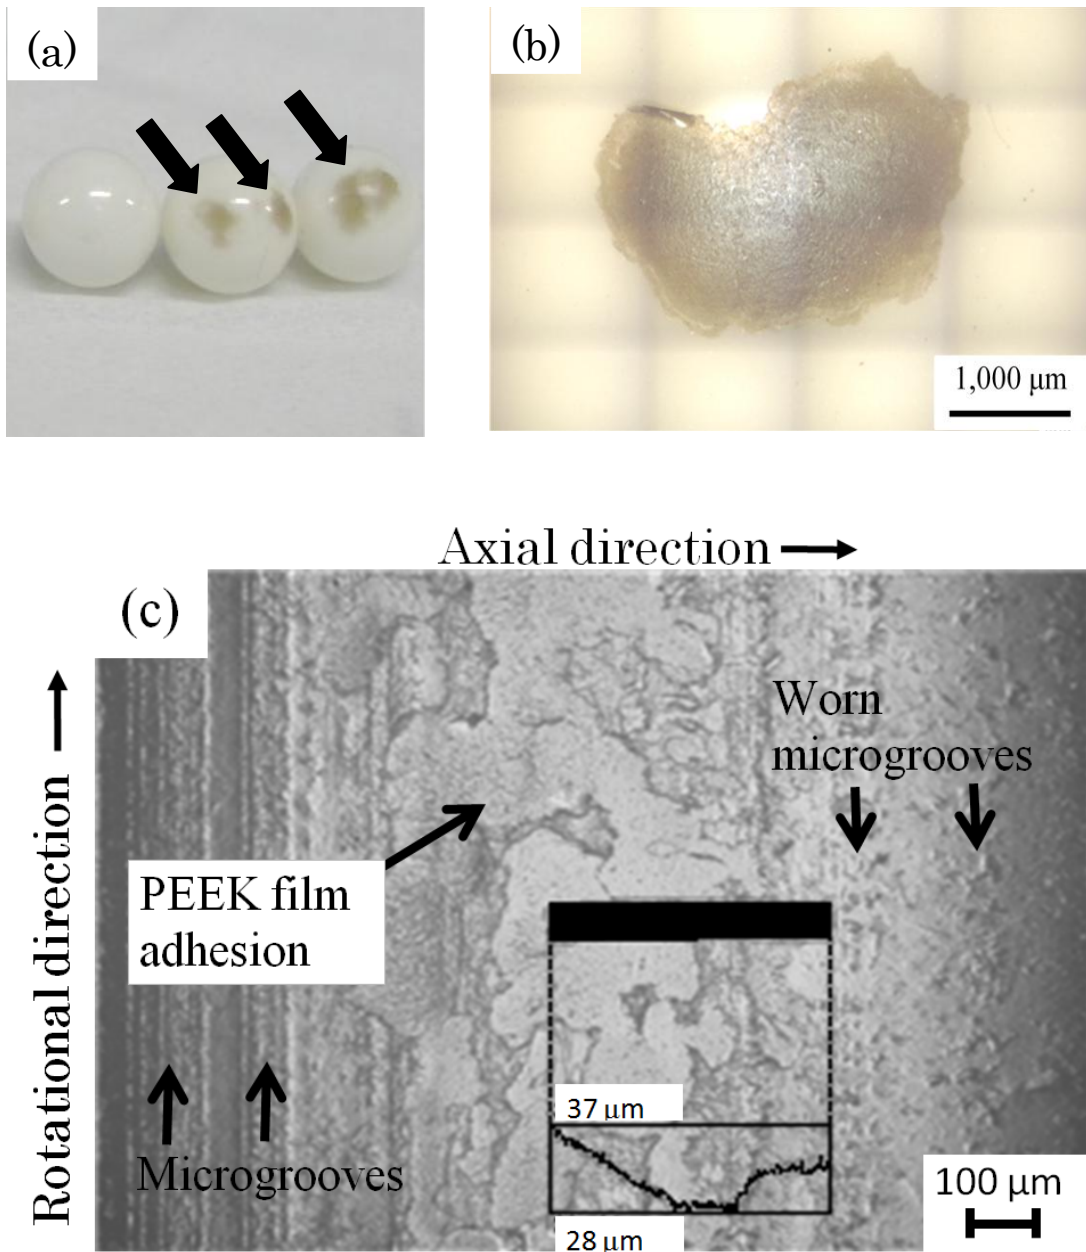 (a)
(b)
1,000 μm
Axial direction
(c)
Rotational direction
Worn
microgrooves
PEEK film
adhesion
37 μm
Microgrooves
28 μm
100 μm